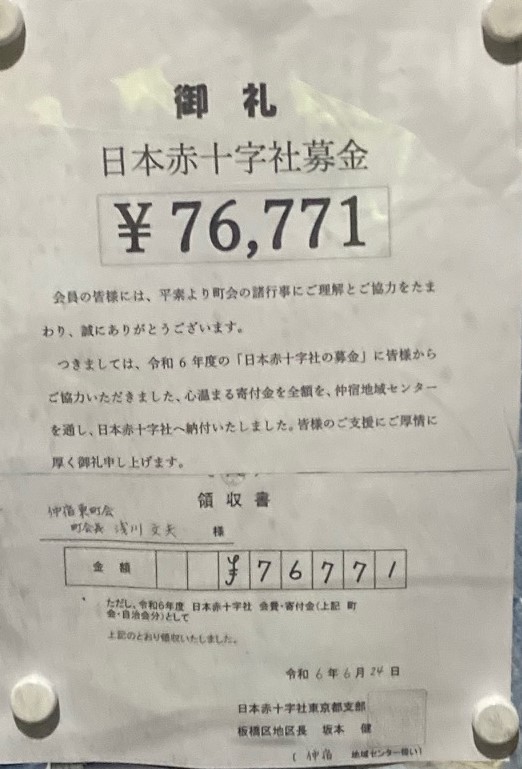 御礼
日本赤十字社募金
￥76,771
会員の皆様には、平素より町会の諸行事にご理解とご協力をたま
わり、誠にありがとうございます。
つきましては、令和 6 年度の「日本赤十字社の募金」に皆様から
ご協力いただきました、心温まる寄付金を全額を、仲宿地域センター
を通し、日本赤十字社へ納付いたしました。皆様のご支援にご厚情に
厚く御礼申し上げます。
領収書
仲宿東町会
町会長 浅川文夫 様
金額 ￥76771
ただし、令和6年度 日本赤十字社 会費・寄付金(上記 町
会・自治会分)として
上記のとおり領収いたしました。
令和 6 年 6 月 24 日
日本赤十字社東京都支部
板橋区地区長 坂本 健
( 仲宿 地域センター扱い)